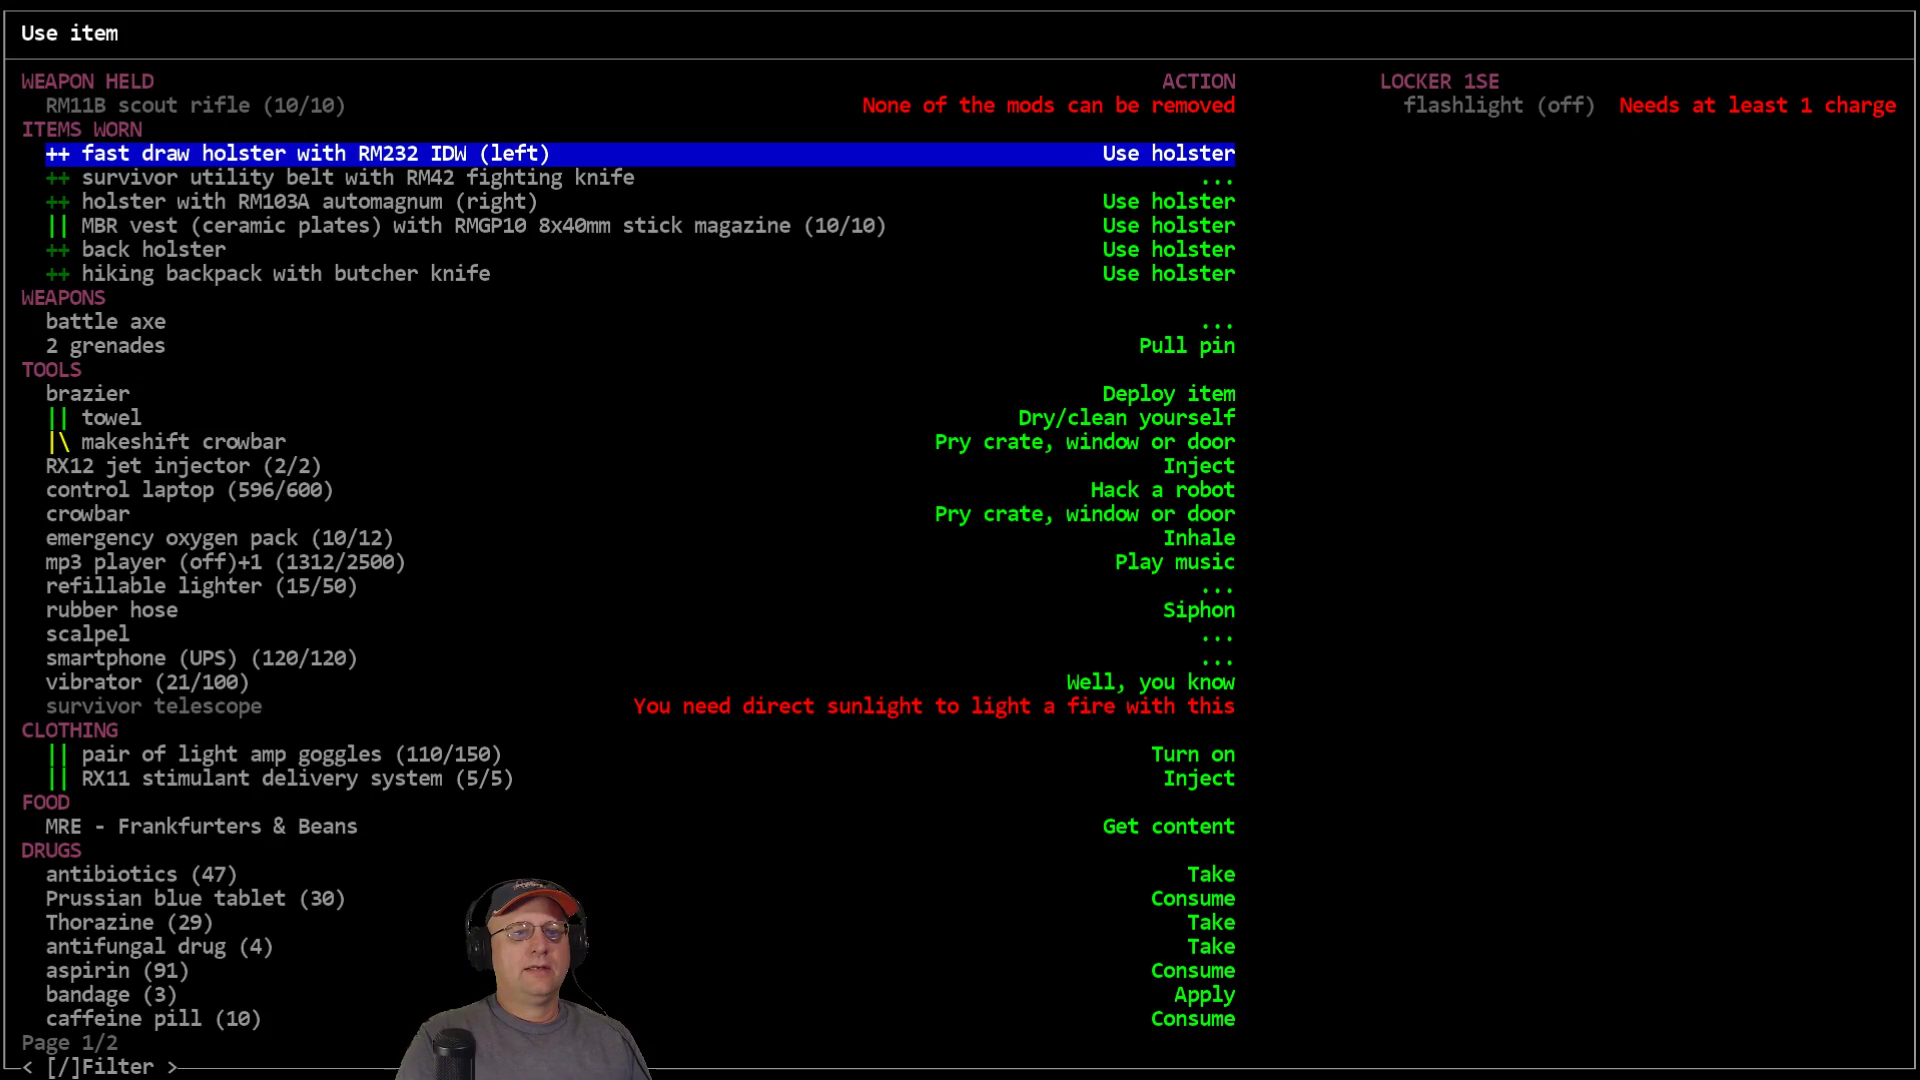 Use item
WEAPON HELD ACTION LOCKER 1SE
RM11B scout rifle (10/10) None of the mods can be removed flashlight (off) Needs at least 1 charge
ITEMS WORN
++ fast draw holster with RM232 IDW (left) Use holster
++ survivor utility belt with RM42 fighting knife ...
++ holster with RM103A automagnum (right) Use holster
|| MBR vest (ceramic plates) with RMGP10 8x40mm stick magazine (10/10) Use holster
++ back holster Use holster
++ hiking backpack with butcher knife Use holster
WEAPONS
battle axe ...
2 grenades Pull pin
TOOLS
brazier Deploy item
|| towel Dry/clean yourself
|\ makeshift crowbar Pry crate, window or door
RX12 jet injector (2/2) Inject
control laptop (596/600) Hack a robot
crowbar Pry crate, window or door
emergency oxygen pack (10/12) Inhale
mp3 player (off)+1 (1312/2500) Play music
refillable lighter (15/50) ...
rubber hose Siphon
scalpel ...
smartphone (UPS) (120/120) ...
vibrator (21/100) Well, you know
survivor telescope You need direct sunlight to light a fire with this
CLOTHING
|| pair of light amp goggles (110/150) Turn on
|| RX11 stimulant delivery system (5/5) Inject
FOOD
MRE - Frankfurters & Beans Get content
DRUGS
antibiotics (47) Take
Prussian blue tablet (30) Consume
Thorazine (29) Take
antifungal drug (4) Take
aspirin (91) Consume
bandage (3) Apply
caffeine pill (10) Consume
Page 1/2
< [/]Filter >